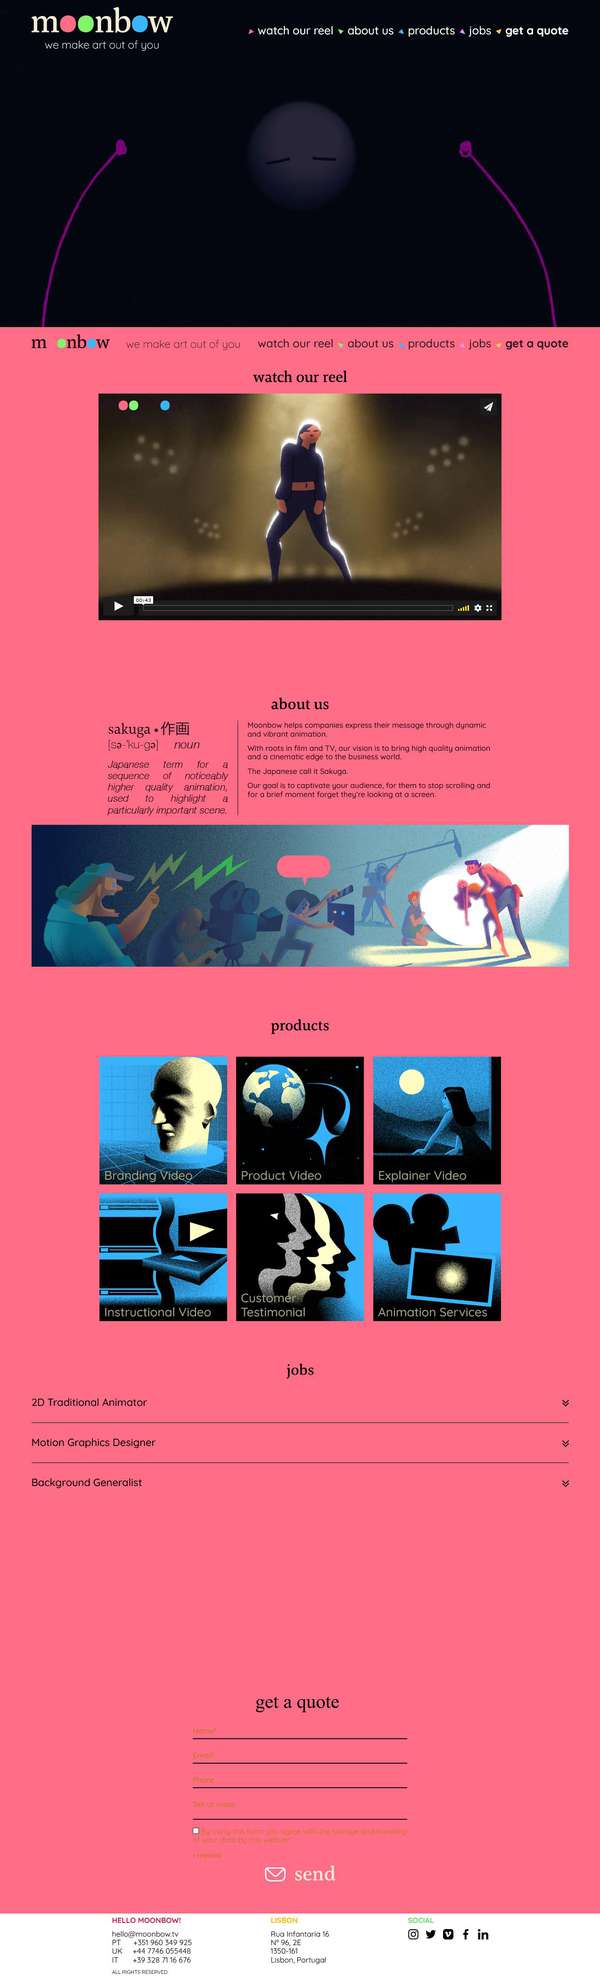 moonbow
we make art out of you
watch our reel about us products jobs get a quote
m onbow we make art out of you watch our reel about us products jobs get a quote
watch our reel
00:43
about us
sakuga • 作画
[sə-'ku-gə] noun
Japanese term for a
sequence of noticeably
higher quality animation,
used to highlight a
particularly important scene.
Moonbow helps companies express their message through dynamic
and vibrant animation.
With roots in film and TV, our vision is to bring high quality animation
and a cinematic edge to the business world.
The Japanese call it Sakuga.
Our goal is to captivate your audience, for them to stop scrolling and
for a brief moment forget they're looking at a screen.
products
Branding Video
Product Video
Explainer Video
Instructional Video
Customer
Testimonial
Animation Services
jobs
2D Traditional Animator
Motion Graphics Designer
Background Generalist
get a quote
Name*
Email*
Phone
send
HELLO MOONBOW!
hello@moonbow.tv
PT +351 960 349 925
UK +44 7746 055448
IT +39 328 71 16 676
ALL RIGHTS RESERVED
LISBON
Rua Infantaria 16
Nº 96, 2E
1350-161
Lisbon, Portugal
SOCIAL